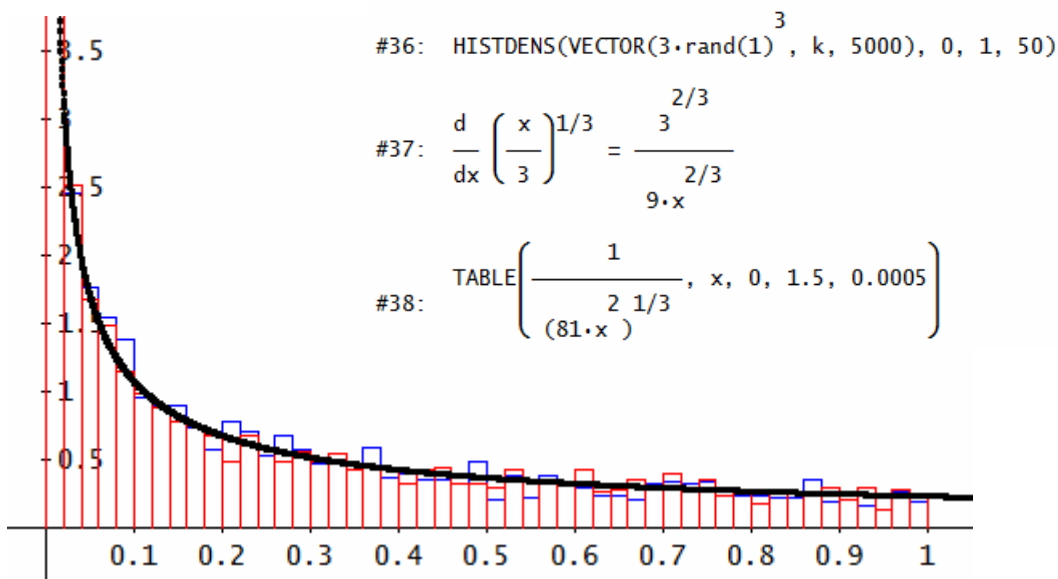 #36: HISTDENS(VECTOR(3·rand(1)³, k, 5000), 0, 1, 50)
#37: d/dx (x/3)^1/3 = 3^2/3 / 9·x^2/3
#38: TABLE(1/(81·x²)^1/3, x, 0, 1.5, 0.0005)
3.5
3
2.5
2
1.5
1
0.5
0.1 0.2 0.3 0.4 0.5 0.6 0.7 0.8 0.9 1